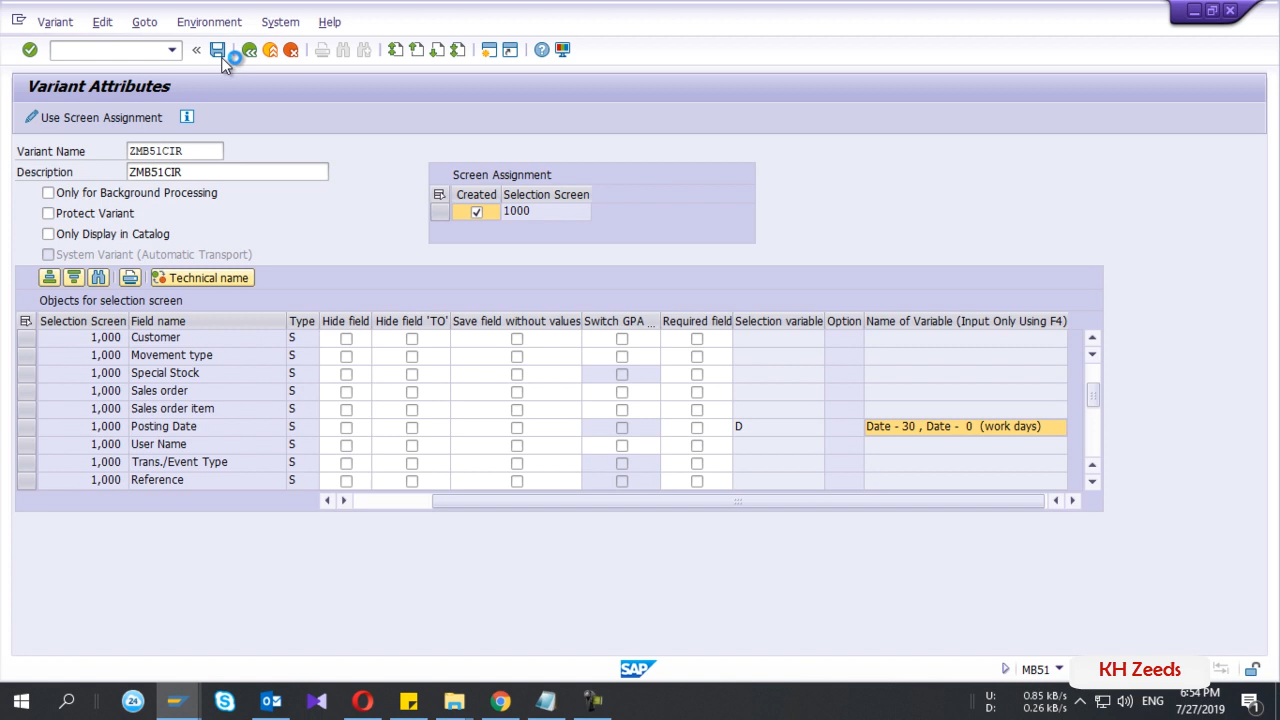 Variant Edit Goto Environment System Help
Variant Attributes
Use Screen Assignment
Variant Name ZMB51CIR
Description ZMB51CIR
Only for Background Processing
Protect Variant
Only Display in Catalog
System Variant (Automatic Transport)
Screen Assignment
Created Selection Screen
1000
Technical name
Objects for selection screen
Selection Screen Field name Type Hide field Hide field 'TO' Save field without values Switch GPA ... Required field Selection variable Option Name of Variable (Input Only Using F4)
1,000 Customer S
1,000 Movement type S
1,000 Special Stock S
1,000 Sales order S
1,000 Sales order item S
1,000 Posting Date S D Date - 30 , Date - 0 (work days)
1,000 User Name S
1,000 Trans./Event Type S
1,000 Reference S
SAP
MB51
KH Zeeds
24
U: 0.85 kB/s
D: 0.26 kB/s
ENG
6:54 PM
7/27/2019
1